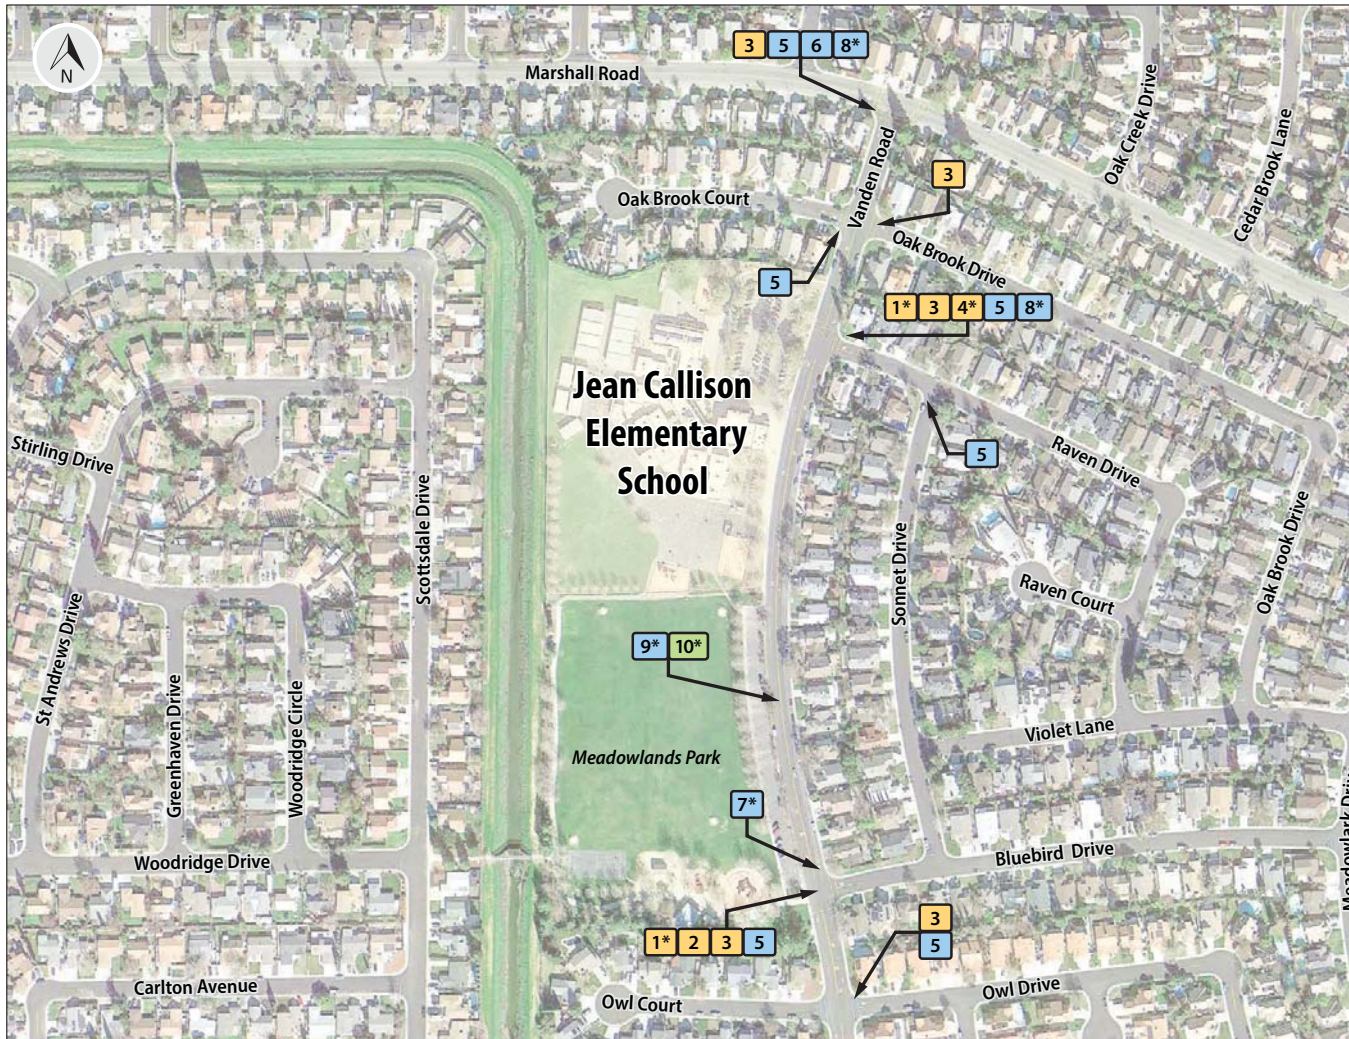 N
3 5 6 8*
Marshall Road
Oak Creek Drive
Cedar Brook Lane
Vanden Road
3
Oak Brook Court
Oak Brook Drive
5
1* 3 4* 5 8*
Jean Callison
Elementary
School
Stirling Drive
5
Raven Drive
Scottsdale Drive
Sonnet Drive
Oak Brook Drive
Raven Court
St Andrews Drive
Greenhaven Drive
Woodridge Circle
9* 10*
Violet Lane
Meadowlands Park
7*
Meadowlark Driv
Woodridge Drive
Bluebird Drive
3
5
1* 2 3 5
Carlton Avenue
Owl Court
Owl Drive